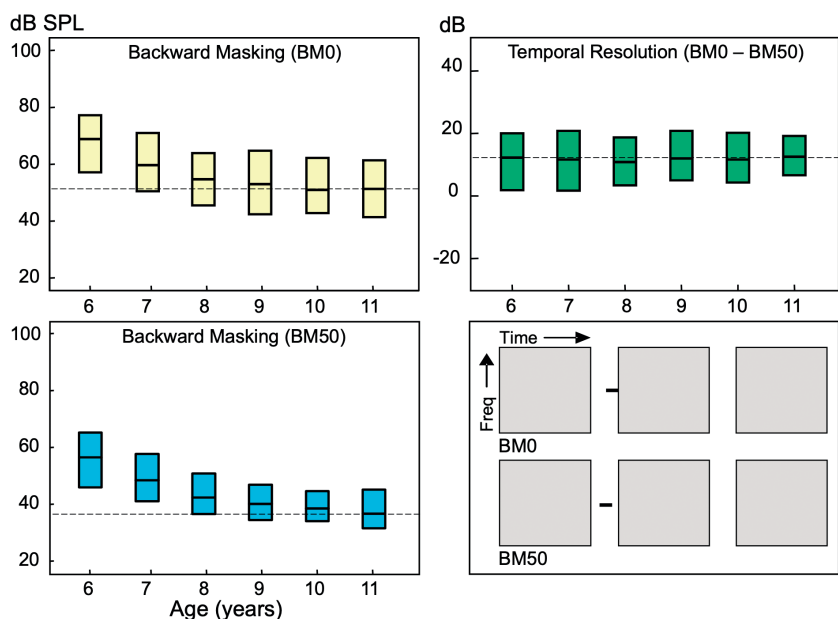 dB SPL
Backward Masking (BM0)
100
80
60
40
20
6 7 8 9 10 11
dB
Temporal Resolution (BM0 – BM50)
40
20
0
-20
6 7 8 9 10 11
Backward Masking (BM50)
100
80
60
40
20
6 7 8 9 10 11
Age (years)
Time
Freq
BM0
BM50